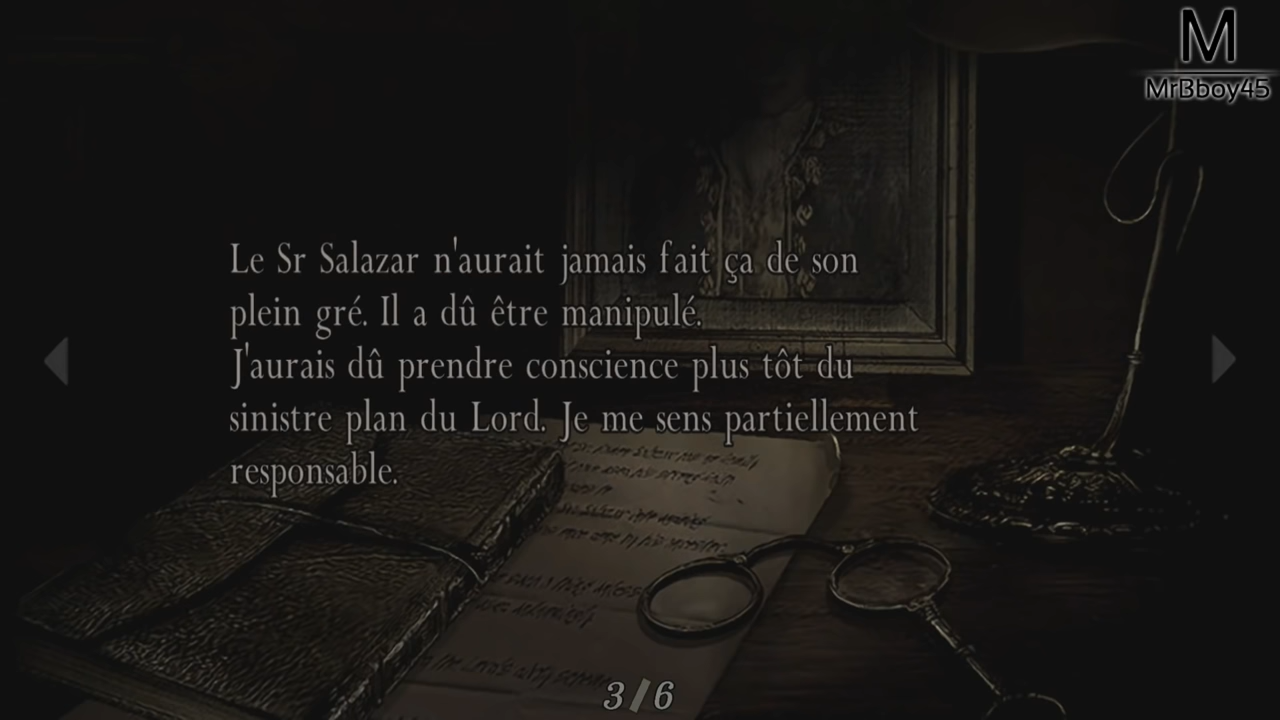 M
MrBboy45
Le Sr Salazar n'aurait jamais fait ça de son
plein gré. Il a dû être manipulé.
J'aurais dû prendre conscience plus tôt du
sinistre plan du Lord. Je me sens partiellement
responsable.
3/6